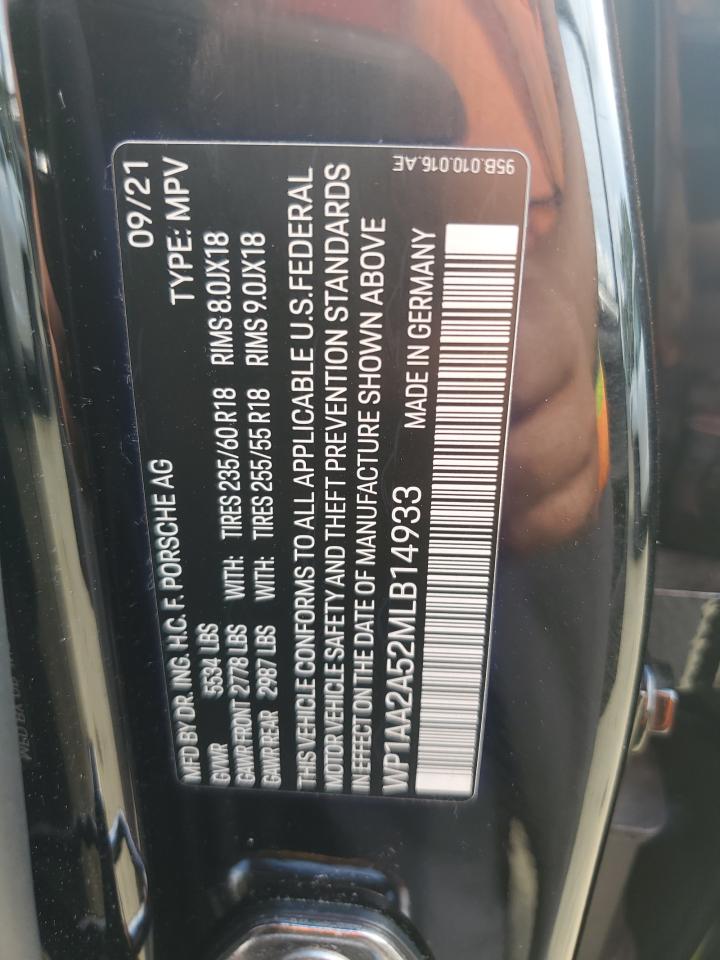 MFD BY DR. ING. H.C. F. PORSCHE AG 09/21
GVWR 5534 LBS TYPE: MPV
GAWR FRONT 2778 LBS WITH: TIRES 235/60 R18 RIMS 8.0JX18
GAWR REAR 2987 LBS WITH: TIRES 255/55 R18 RIMS 9.0JX18
THIS VEHICLE CONFORMS TO ALL APPLICABLE U.S. FEDERAL
MOTOR VEHICLE SAFETY AND THEFT PREVENTION STANDARDS
IN EFFECT ON THE DATE OF MANUFACTURE SHOWN ABOVE
WP1AA2A52MLB14933 MADE IN GERMANY
95B.010.016.AE